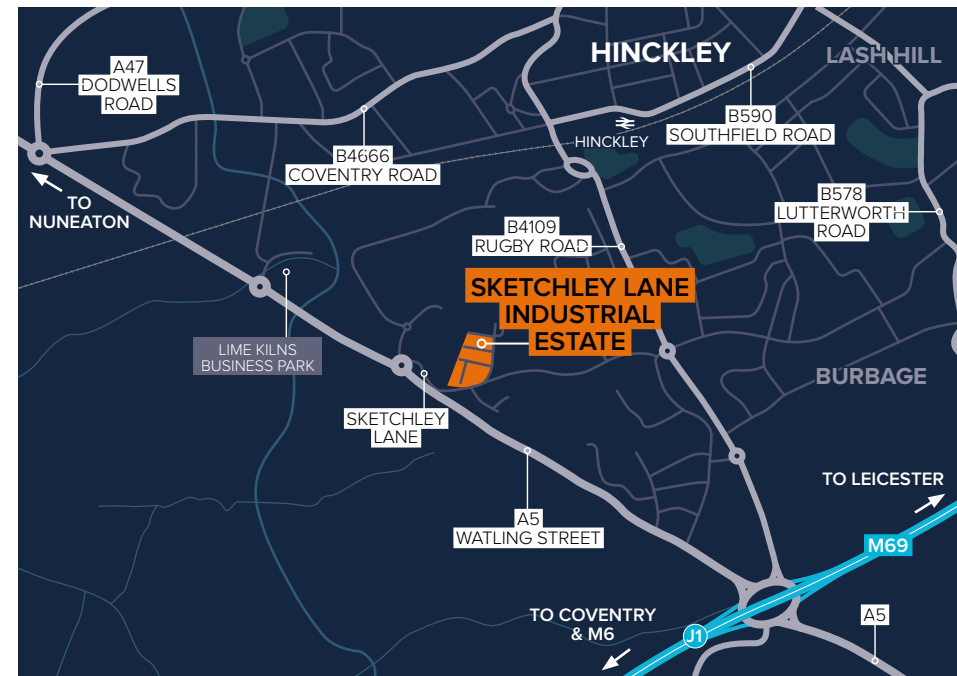 HINCKLEY
LASH HILL
A47
DODWELLS
ROAD
B590
SOUTHFIELD ROAD
HINCKLEY
B4666
COVENTRY ROAD
TO
NUNEATON
B578
LUTTERWORTH
ROAD
B4109
RUGBY ROAD
SKETCHLEY LANE
INDUSTRIAL
ESTATE
LIME KILNS
BUSINESS PARK
BURBAGE
SKETCHLEY
LANE
TO LEICESTER
A5
WATLING STREET
M69
TO COVENTRY
& M6
J1
A5